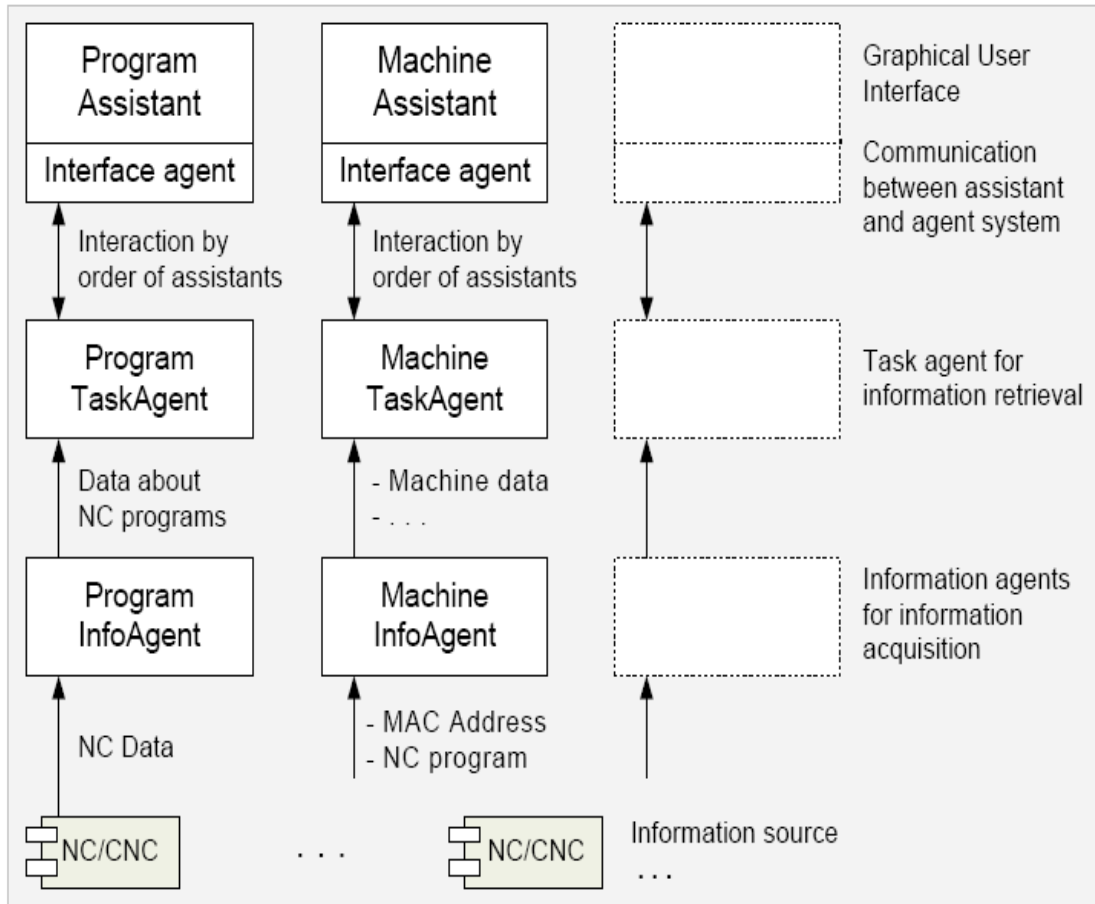 Program
Assistant
Interface agent
Machine
Assistant
Interface agent
Graphical User
Interface
Communication
between assistant
and agent system
Interaction by
order of assistants
Interaction by
order of assistants
Program
TaskAgent
Machine
TaskAgent
Task agent for
information retrieval
Data about
NC programs
- Machine data
- . . .
Program
InfoAgent
Machine
InfoAgent
Information agents
for information
acquisition
NC Data
- MAC Address
- NC program
NC/CNC
. . .
NC/CNC
Information source
. . .